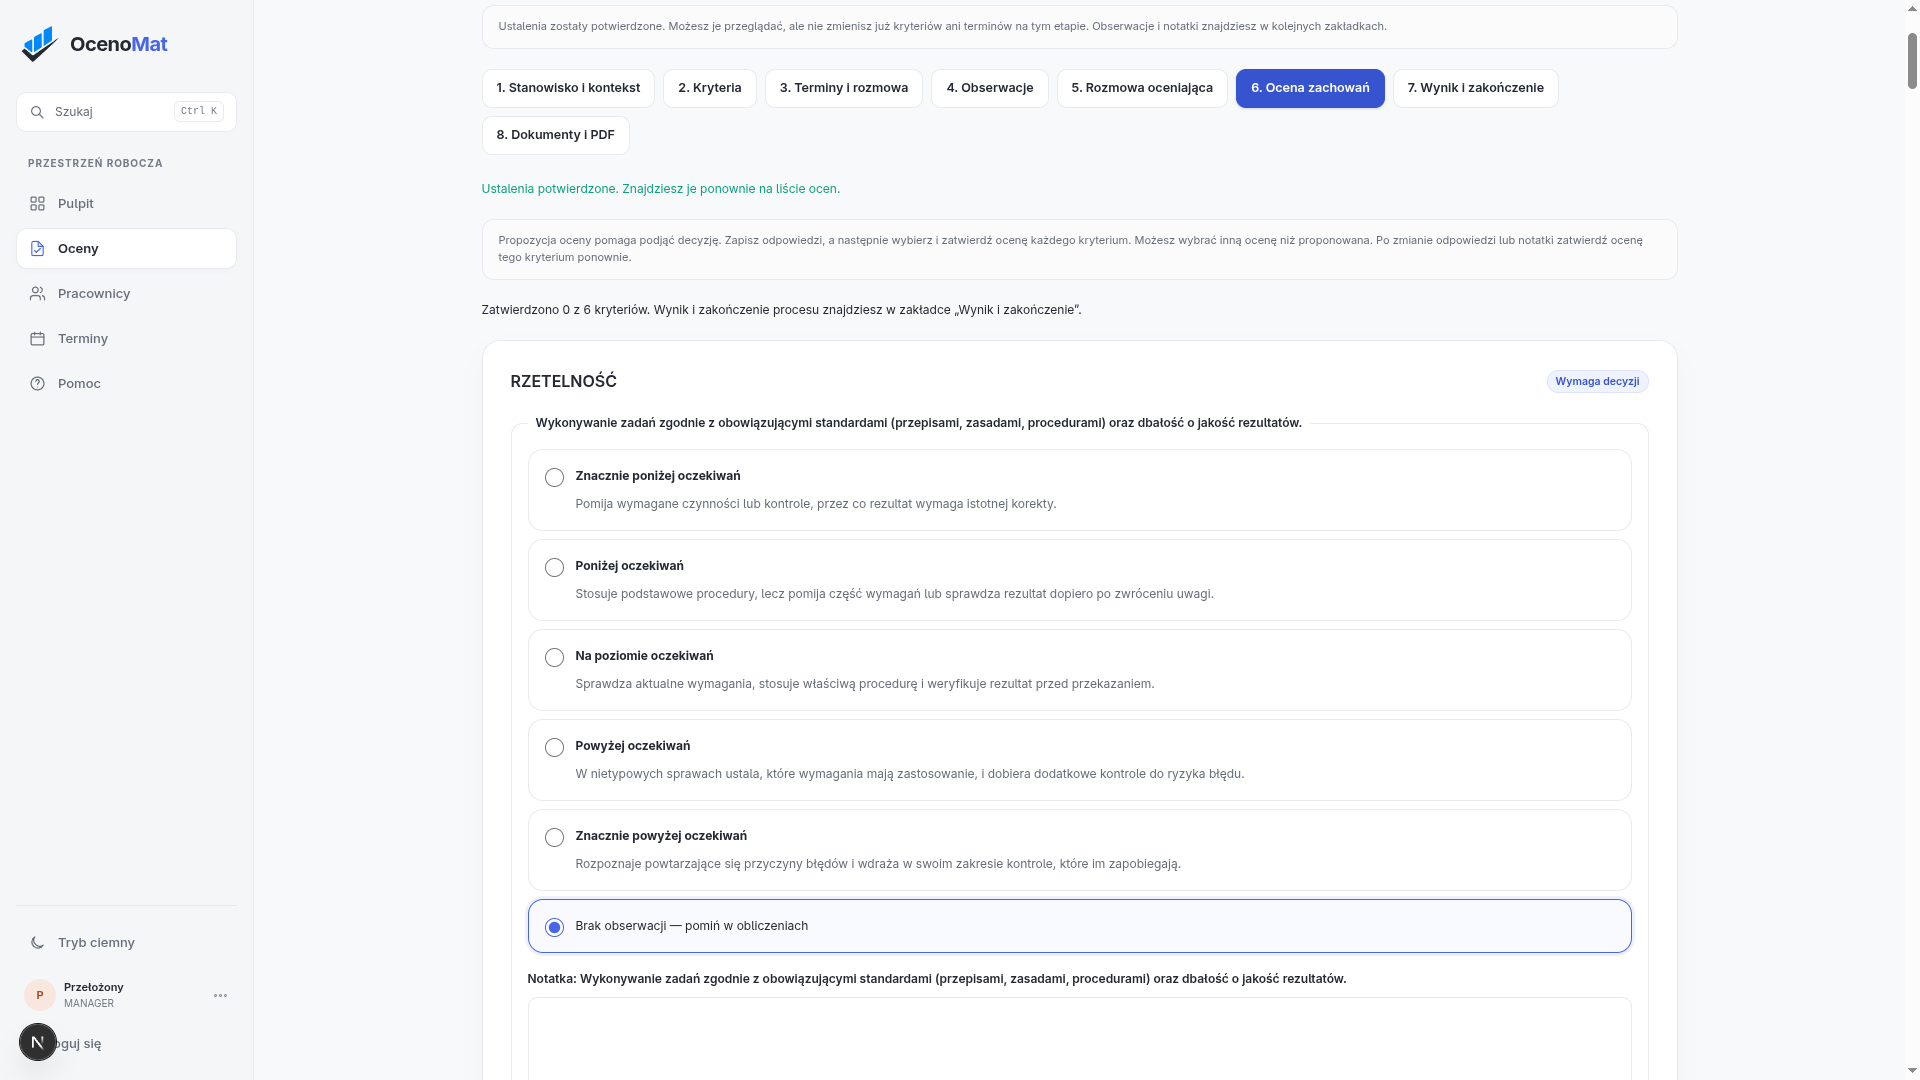 OcenoMat
Szukaj
Ctrl K
PRZESTRZEŃ ROBOCZA
Pulpit
Oceny
Pracownicy
Terminy
Pomoc
Tryb ciemny
P
Przełożony
MANAGER
N
oguj się
Ustalenia zostały potwierdzone. Możesz je przeglądać, ale nie zmienisz już kryteriów ani terminów na tym etapie. Obserwacje i notatki znajdziesz w kolejnych zakładkach.
1. Stanowisko i kontekst
2. Kryteria
3. Terminy i rozmowa
4. Obserwacje
5. Rozmowa oceniająca
6. Ocena zachowań
7. Wynik i zakończenie
8. Dokumenty i PDF
Ustalenia potwierdzone. Znajdziesz je ponownie na liście ocen.
Propozycja oceny pomaga podjąć decyzję. Zapisz odpowiedzi, a następnie wybierz i zatwierdź ocenę każdego kryterium. Możesz wybrać inną ocenę niż proponowana. Po zmianie odpowiedzi lub notatki zatwierdź ocenę
tego kryterium ponownie.
Zatwierdzono 0 z 6 kryteriów. Wynik i zakończenie procesu znajdziesz w zakładce „Wynik i zakończenie”.
RZETELNOŚĆ
Wymaga decyzji
Wykonywanie zadań zgodnie z obowiązującymi standardami (przepisami, zasadami, procedurami) oraz dbałość o jakość rezultatów.
Znacznie poniżej oczekiwań
Pomija wymagane czynności lub kontrole, przez co rezultat wymaga istotnej korekty.
Poniżej oczekiwań
Stosuje podstawowe procedury, lecz pomija część wymagań lub sprawdza rezultat dopiero po zwróceniu uwagi.
Na poziomie oczekiwań
Sprawdza aktualne wymagania, stosuje właściwą procedurę i weryfikuje rezultat przed przekazaniem.
Powyżej oczekiwań
W nietypowych sprawach ustala, które wymagania mają zastosowanie, i dobiera dodatkowe kontrole do ryzyka błędu.
Znacznie powyżej oczekiwań
Rozpoznaje powtarzające się przyczyny błędów i wdraża w swoim zakresie kontrole, które im zapobiegają.
Brak obserwacji — pomiń w obliczeniach
Notatka: Wykonywanie zadań zgodnie z obowiązującymi standardami (przepisami, zasadami, procedurami) oraz dbałość o jakość rezultatów.